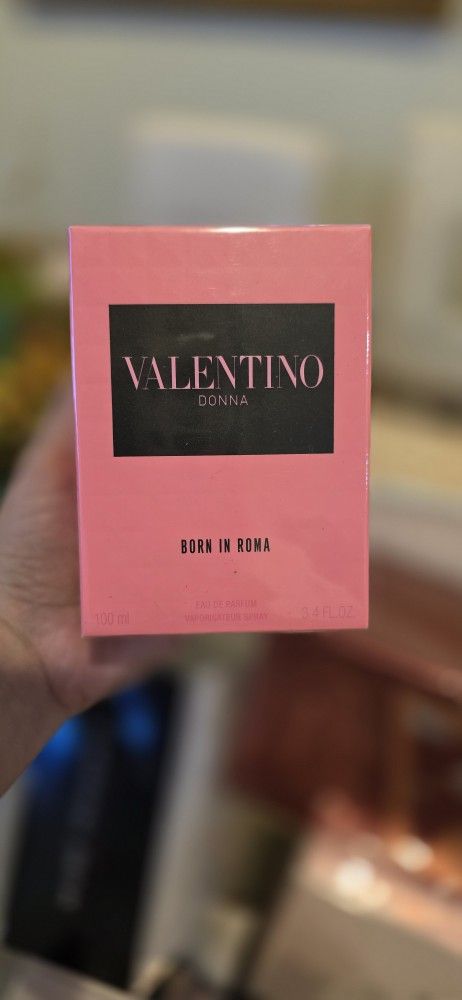 VALENTINO
DONNA
BORN IN ROMA
EAU DE PARFUM
100 ml VAPORISATEUR SPRAY 3.4 FL.OZ.